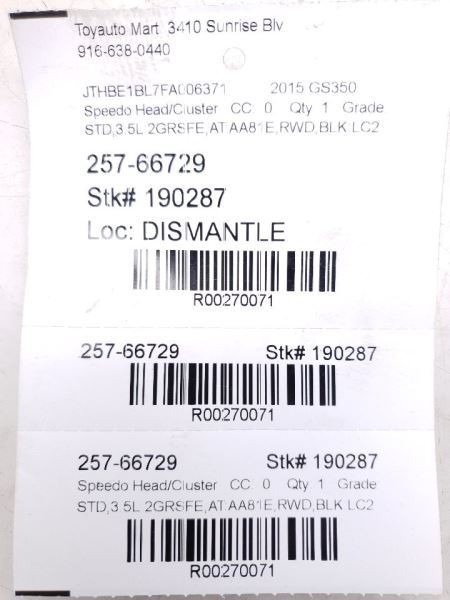 Toyauto Mart 3410 Sunrise Blv
916-638-0440
JTHBE1BL7FA006371 2015 GS350
Speedo Head/Cluster CC: 0 Qty 1 Grade
STD,3.5L 2GRSFE,AT AA81E,RWD,BLK LC2
257-66729
Stk# 190287
Loc: DISMANTLE
R00270071
257-66729 Stk# 190287
R00270071
257-66729 Stk# 190287
Speedo Head/Cluster CC: 0 Qty 1 Grade
STD,3.5L 2GRSFE,AT AA81E,RWD,BLK LC2
R00270071